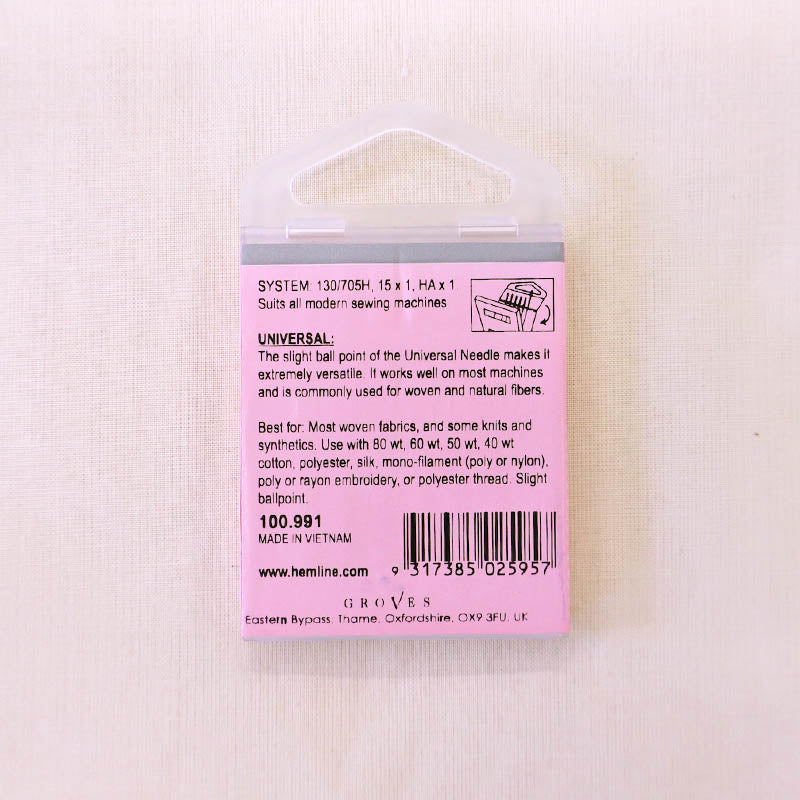 SYSTEM: 130/705H, 15 x 1, HA x 1
Suits all modern sewing machines
UNIVERSAL:
The slight ball point of the Universal Needle makes it
extremely versatile. It works well on most machines
and is commonly used for woven and natural fibers.
Best for: Most woven fabrics, and some knits and
synthetics. Use with 80 wt, 60 wt, 50 wt, 40 wt
cotton, polyester, silk, mono-filament (poly or nylon),
poly or rayon embroidery, or polyester thread. Slight
ballpoint.
100.991
MADE IN VIETNAM
www.hemline.com
9 317385 025957
GROVES
Eastern Bypass, Thame, Oxfordshire, OX9 3FU, UK